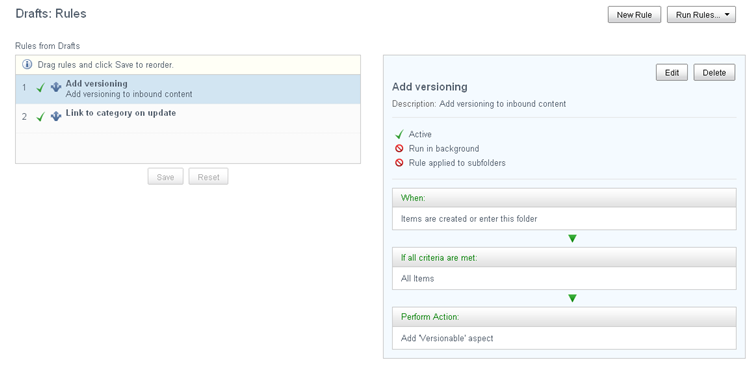 Drafts: Rules
New Rule
Run Rules...
Rules from Drafts
Drag rules and click Save to reorder.
1
Add versioning
Add versioning to inbound content
2
Link to category on update
Save
Reset
Edit
Delete
Add versioning
Description: Add versioning to inbound content
Active
Run in background
Rule applied to subfolders
When:
Items are created or enter this folder
If all criteria are met:
All Items
Perform Action:
Add 'Versionable' aspect